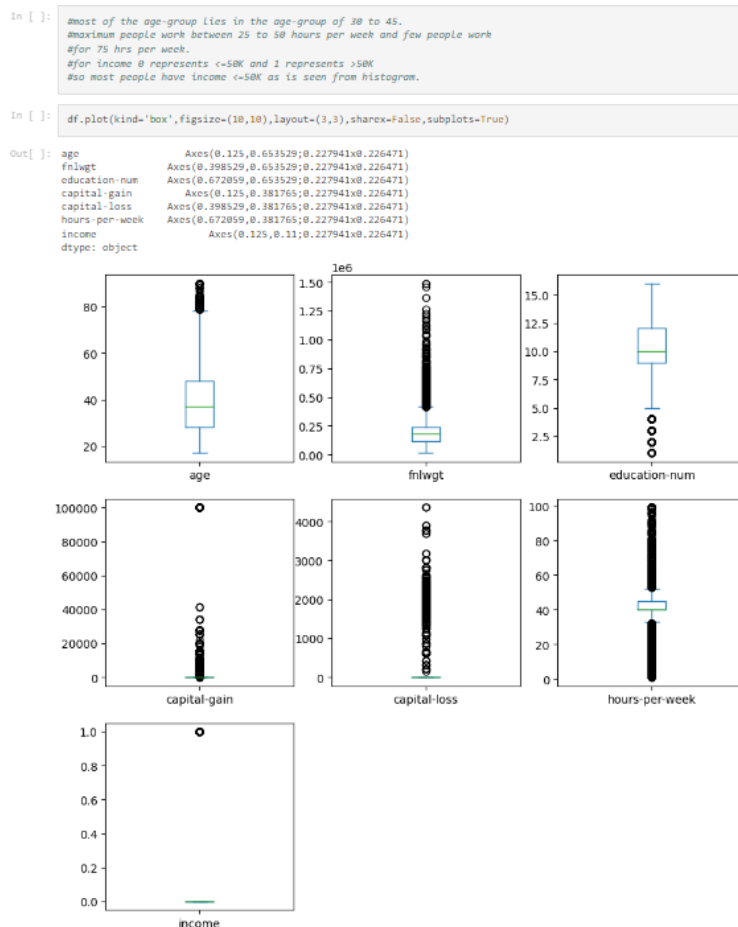 In [ ]:
#most of the age-group lies in the age-group of 30 to 45.
#maximum people work between 25 to 50 hours per week and few people work
#for 75 hrs per week.
#for income 0 represents <=50K and 1 represents >50K
#so most people have income <=50K as is seen from histogram.
In [ ]: df.plot(kind='box',figsize=(10,10),layout=(3,3),sharex=False,subplots=True)
Out[ ]: age Axes(0.125,0.653529;0.227941x0.226471)
fnlwgt Axes(0.398529,0.653529;0.227941x0.226471)
education-num Axes(0.672059,0.653529;0.227941x0.226471)
capital-gain Axes(0.125,0.381765;0.227941x0.226471)
capital-loss Axes(0.398529,0.381765;0.227941x0.226471)
hours-per-week Axes(0.672059,0.381765;0.227941x0.226471)
income Axes(0.125,0.11;0.227941x0.226471)
dtype: object
80
60
40
20
age
1e6
1.50
1.25
1.00
0.75
0.50
0.25
0.00
fnlwgt
15.0
12.5
10.0
7.5
5.0
2.5
education-num
100000
80000
60000
40000
20000
0
capital-gain
4000
3000
2000
1000
0
capital-loss
100
80
60
40
20
0
hours-per-week
1.0
0.8
0.6
0.4
0.2
0.0
income